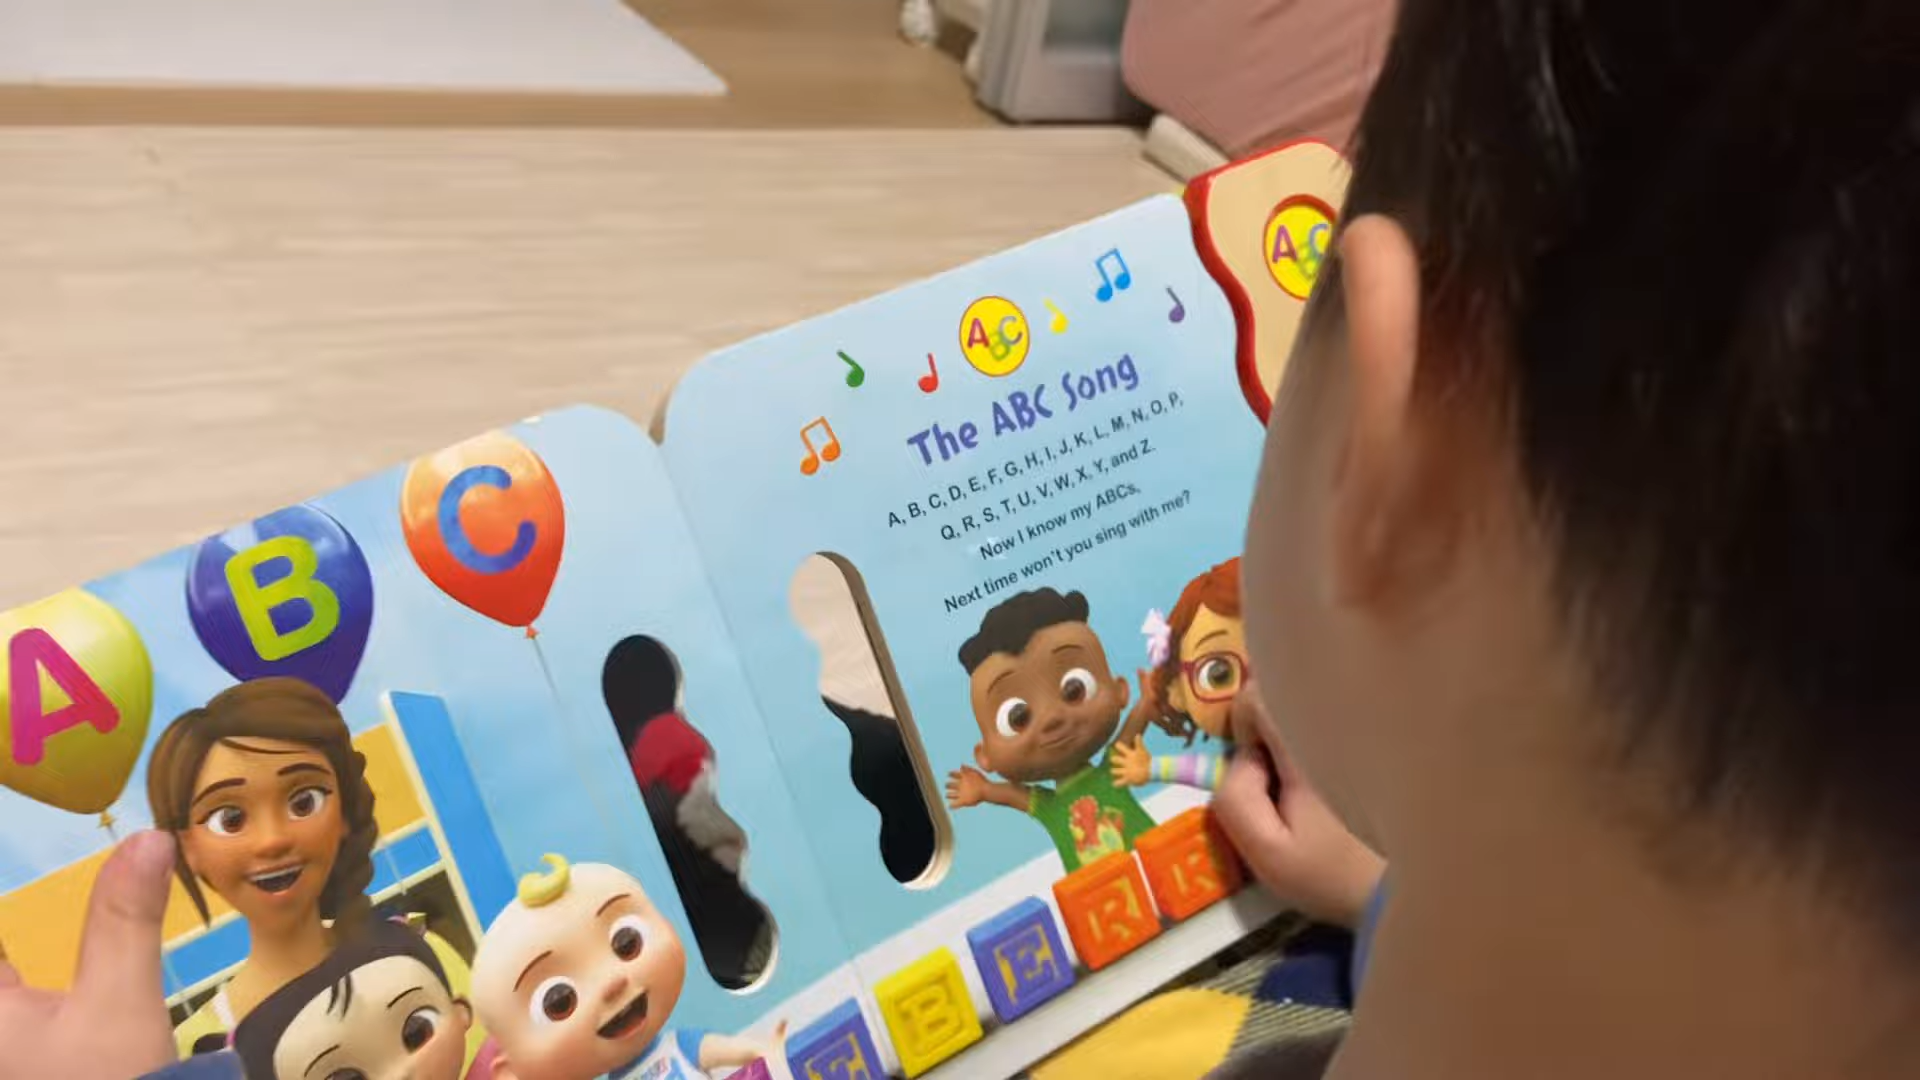 A
B
C
ABC
ABC
The ABC Song
A, B, C, D, E, F, G, H, I, J, K, L, M, N, O, P,
Q, R, S, T, U, V, W, X, Y, and Z.
Now I know my ABCs,
Next time won't you sing with me?
E B E R R